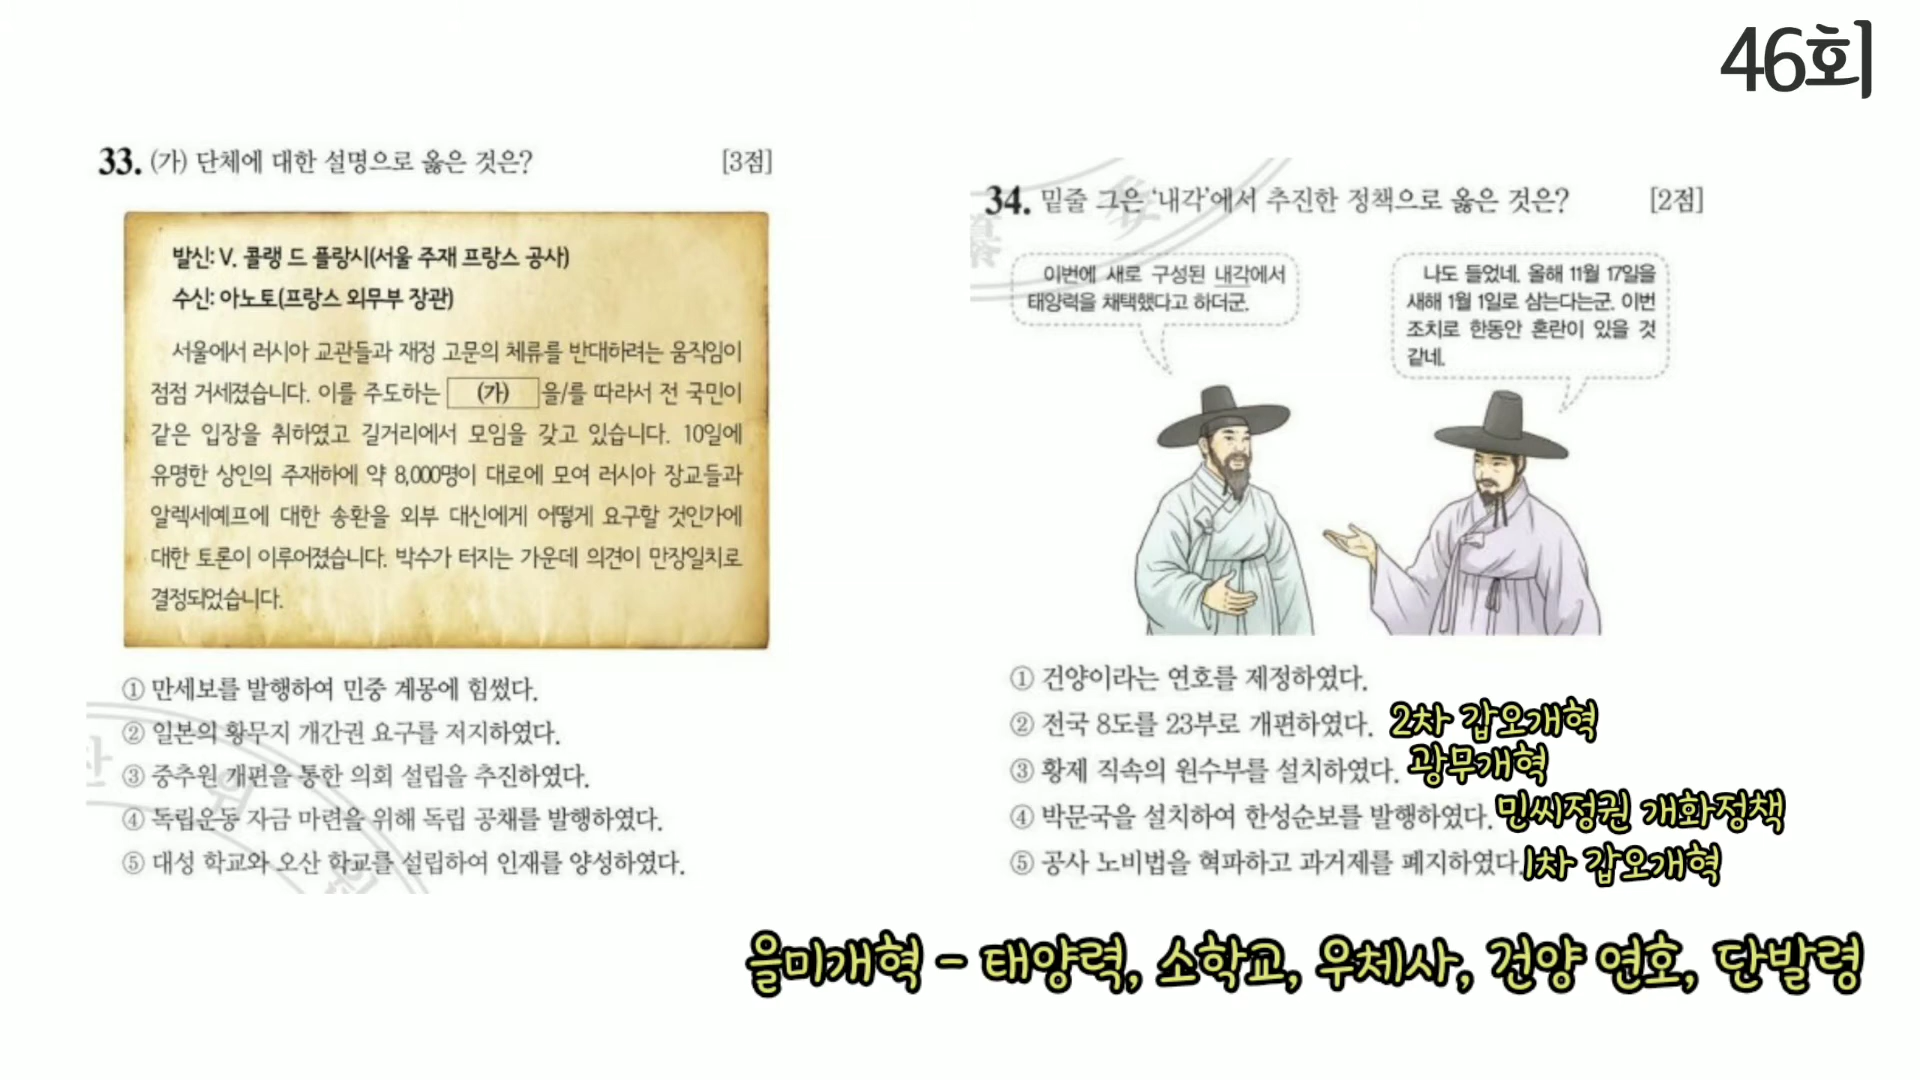 46회
33. (가) 단체에 대한 설명으로 옳은 것은? [3점]
발신: V. 콜랭 드 플랑시(서울 주재 프랑스 공사)
수신: 아노토(프랑스 외무부 장관)
서울에서 러시아 교관들과 재정 고문의 체류를 반대하려는 움직임이
점점 거세졌습니다. 이를 주도하는 (가) 을/를 따라서 전 국민이
같은 입장을 취하였고 길거리에서 모임을 갖고 있습니다. 10일에
유명한 상인의 주재하에 약 8,000명이 대로에 모여 러시아 장교들과
알렉세예프에 대한 송환을 외부 대신에게 어떻게 요구할 것인가에
대한 토론이 이루어졌습니다. 박수가 터지는 가운데 의견이 만장일치로
결정되었습니다.
① 만세보를 발행하여 민중 계몽에 힘썼다.
② 일본의 황무지 개간권 요구를 저지하였다.
③ 중추원 개편을 통한 의회 설립을 추진하였다.
④ 독립운동 자금 마련을 위해 독립 공채를 발행하였다.
⑤ 대성 학교와 오산 학교를 설립하여 인재를 양성하였다.
34. 밑줄 그은 '내각'에서 추진한 정책으로 옳은 것은? [2점]
이번에 새로 구성된 내각에서
태양력을 채택했다고 하더군.
나도 들었네. 올해 11월 17일을
새해 1월 1일로 삼는다는군. 이번
조치로 한동안 혼란이 있을 것
같네.
① 건양이라는 연호를 제정하였다.
② 전국 8도를 23부로 개편하였다. 2차 갑오개혁
③ 황제 직속의 원수부를 설치하였다. 광무개혁
④ 박문국을 설치하여 한성순보를 발행하였다. 민씨정권 개화정책
⑤ 공사 노비법을 혁파하고 과거제를 폐지하였다. 1차 갑오개혁
을미개혁 - 태양력, 소학교, 우체사, 건양 연호, 단발령